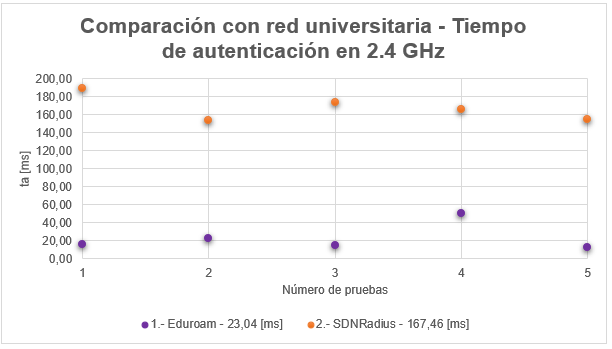 Comparación con red universitaria - Tiempo
de autenticación en 2.4 GHz
200,00
180,00
160,00
140,00
120,00
100,00
80,00
60,00
40,00
20,00
0,00
ta [ms]
1 2 3 4 5
Número de pruebas
1.- Eduroam - 23,04 [ms] 2.- SDNRadius - 167,46 [ms]